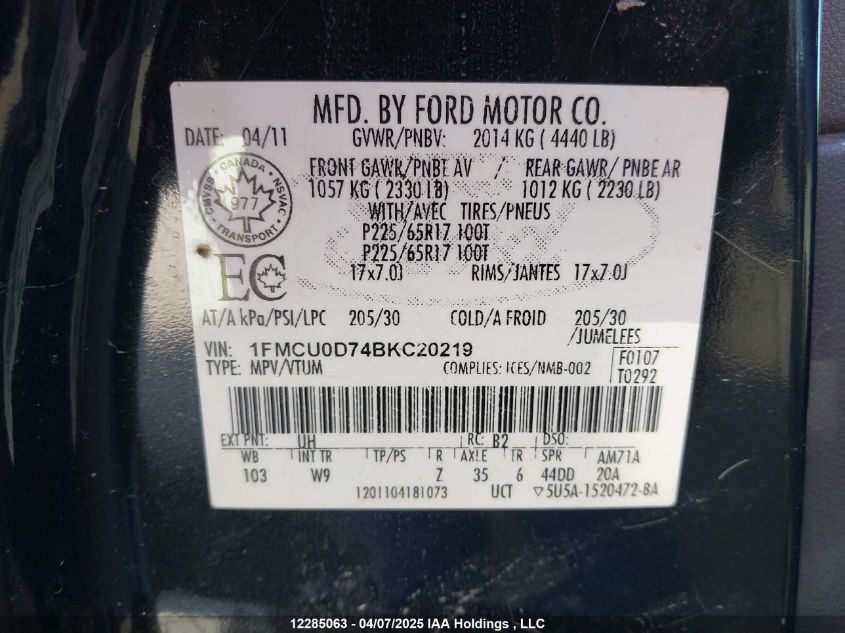 MFD. BY FORD MOTOR CO.
DATE: 04/11 GVWR/PNBV: 2014 KG ( 4440 LB)
FRONT GAWR/PNBE AV / REAR GAWR/ PNBE AR
1057 KG ( 2330 LB) 1012 KG ( 2230 LB)
WITH/AVEC TIRES/PNEUS
P225/65R17 100T
P225/65R17 100T
17x7.0J RIMS/JANTES 17x7.0J
CMVSS CANADA NSVAC
1977
TRANSPORT
EC
AT/A kPa/PSI/LPC 205/30 COLD/A FROID 205/30
/JUMELEES
VIN: 1FMCU0D74BKC20219
TYPE: MPV/VTUM COMPLIES: ICES/NMB-002
F0107
T0292
EXT PNT: UH RC: B2 DSO:
WB INT TR TP/PS R AXLE TR SPR AM71A
103 W9 Z 35 6 44DD 20A
1201104181073 UCT ▽5U5A-1520472-BA
12285063 - 04/07/2025 IAA Holdings , LLC